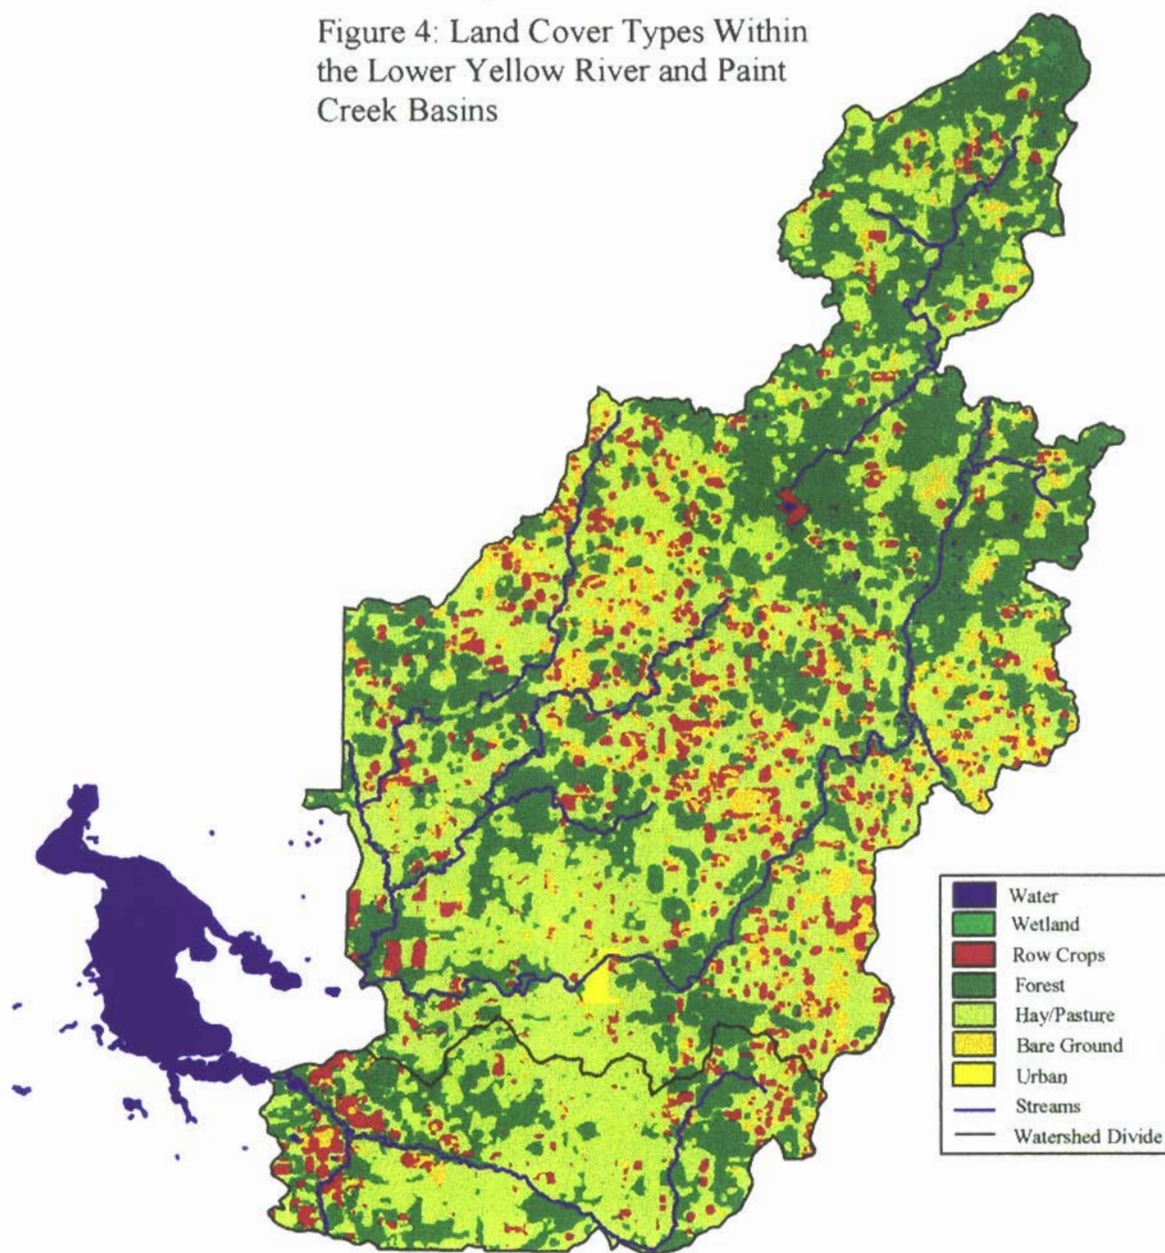 Figure 4: Land Cover Types Within
the Lower Yellow River and Paint
Creek Basins
Water
Wetland
Row Crops
Forest
Hay/Pasture
Bare Ground
Urban
Streams
Watershed Divide